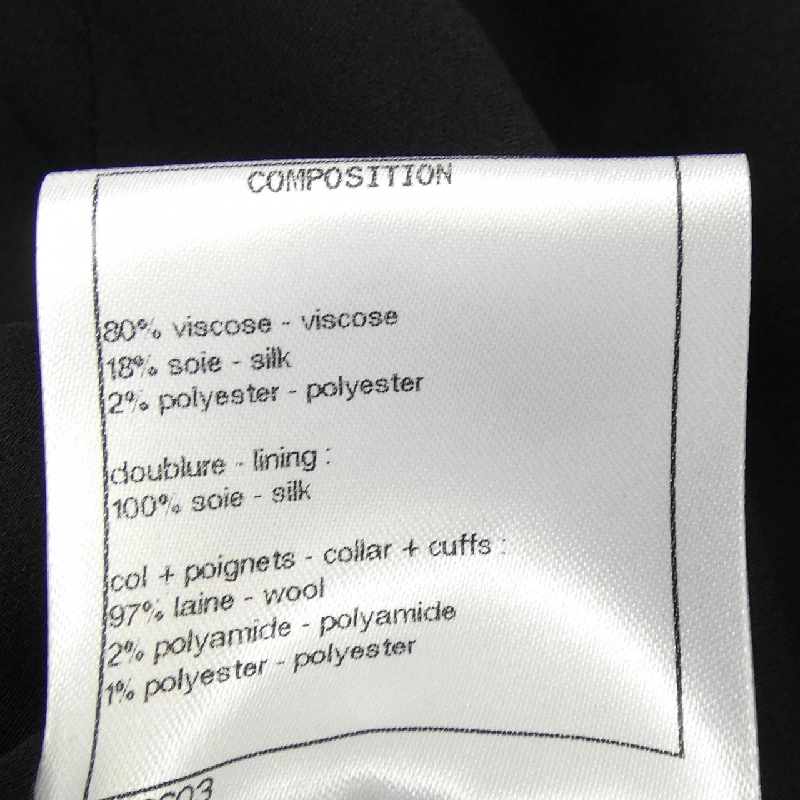 COMPOSITION
80% viscose - viscose
18% soie - silk
2% polyester - polyester
doublure - lining :
100% soie - silk
col + poignets - collar + cuffs :
97% laine - wool
2% polyamide - polyamide
1% polyester - polyester